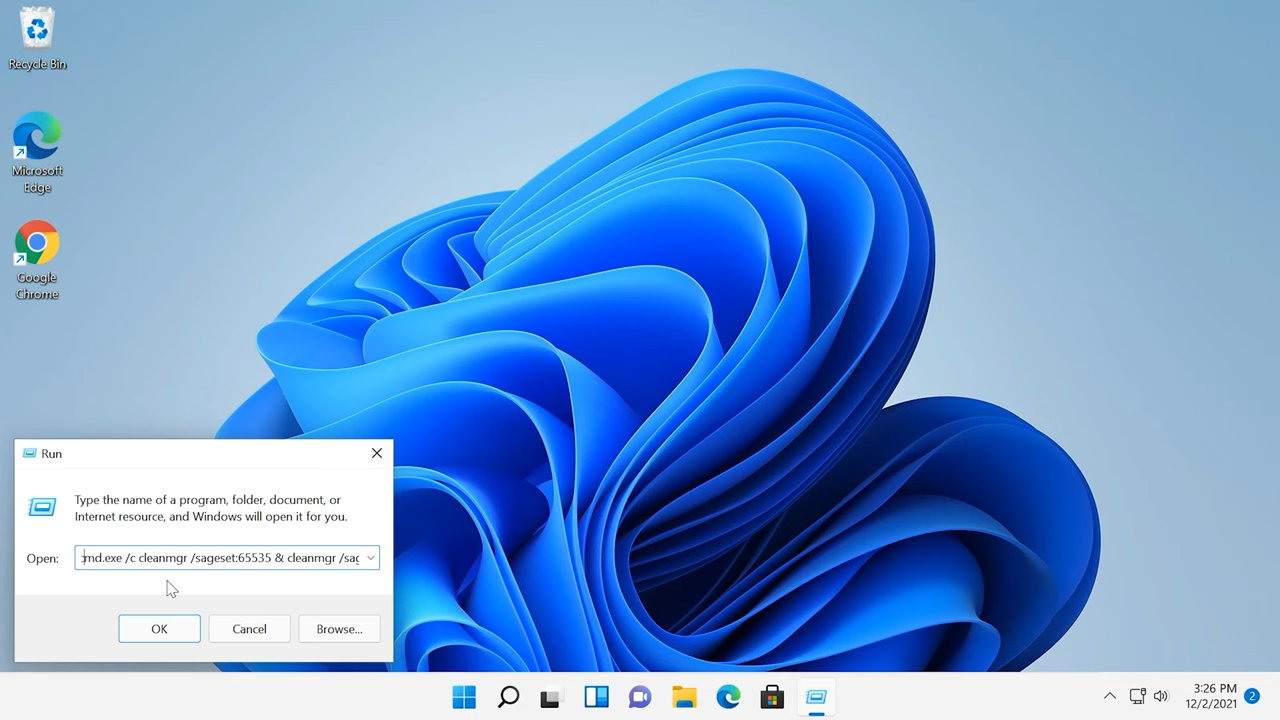 Recycle Bin
Microsoft
Edge
Google
Chrome
Run
Type the name of a program, folder, document, or
Internet resource, and Windows will open it for you.
Open:
cmd.exe /c cleanmgr /sageset:65535 & cleanmgr /sag
OK
Cancel
Browse...
3:26 PM
12/2/2021
2